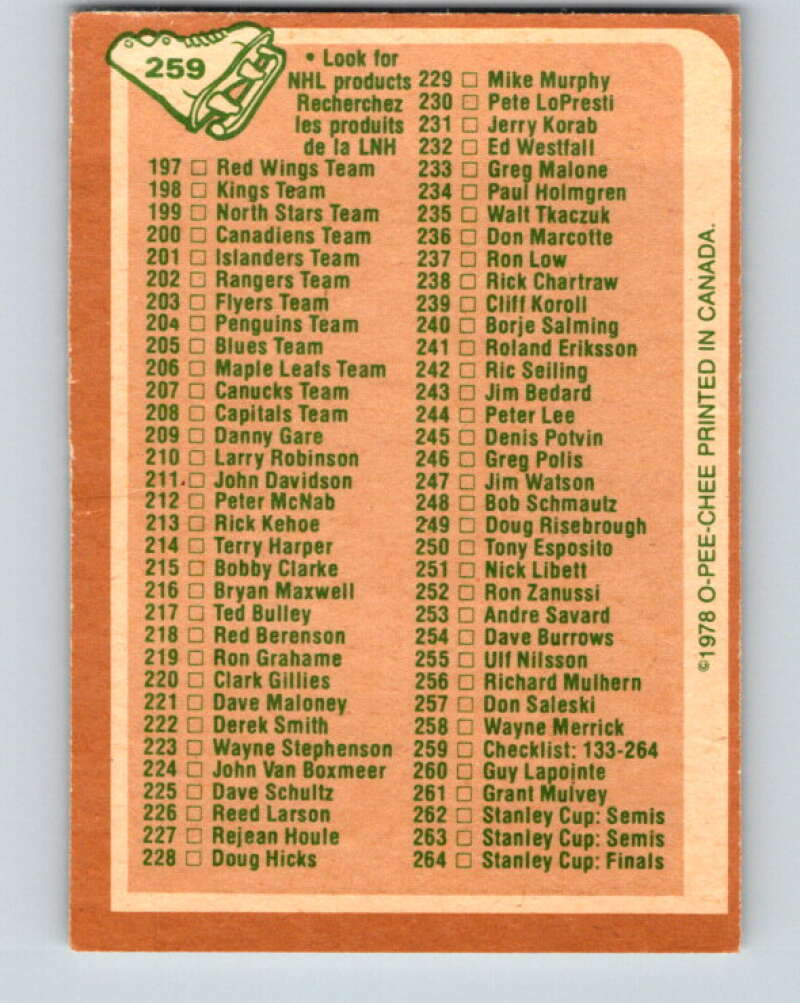 259
• Look for
NHL products
Recherchez
les produits
de la LNH
197 □ Red Wings Team
198 □ Kings Team
199 □ North Stars Team
200 □ Canadiens Team
201 □ Islanders Team
202 □ Rangers Team
203 □ Flyers Team
204 □ Penguins Team
205 □ Blues Team
206 □ Maple Leafs Team
207 □ Canucks Team
208 □ Capitals Team
209 □ Danny Gare
210 □ Larry Robinson
211 □ John Davidson
212 □ Peter McNab
213 □ Rick Kehoe
214 □ Terry Harper
215 □ Bobby Clarke
216 □ Bryan Maxwell
217 □ Ted Bulley
218 □ Red Berenson
219 □ Ron Grahame
220 □ Clark Gillies
221 □ Dave Maloney
222 □ Derek Smith
223 □ Wayne Stephenson
224 □ John Van Boxmeer
225 □ Dave Schultz
226 □ Reed Larson
227 □ Rejean Houle
228 □ Doug Hicks
229 □ Mike Murphy
230 □ Pete LoPresti
231 □ Jerry Korab
232 □ Ed Westfall
233 □ Greg Malone
234 □ Paul Holmgren
235 □ Walt Tkaczuk
236 □ Don Marcotte
237 □ Ron Low
238 □ Rick Chartraw
239 □ Cliff Koroll
240 □ Borje Salming
241 □ Roland Eriksson
242 □ Ric Seiling
243 □ Jim Bedard
244 □ Peter Lee
245 □ Denis Potvin
246 □ Greg Polis
247 □ Jim Watson
248 □ Bob Schmautz
249 □ Doug Risebrough
250 □ Tony Esposito
251 □ Nick Libett
252 □ Ron Zanussi
253 □ Andre Savard
254 □ Dave Burrows
255 □ Ulf Nilsson
256 □ Richard Mulhern
257 □ Don Saleski
258 □ Wayne Merrick
259 □ Checklist: 133-264
260 □ Guy Lapointe
261 □ Grant Mulvey
262 □ Stanley Cup: Semis
263 □ Stanley Cup: Semis
264 □ Stanley Cup: Finals
©1978 O-PEE-CHEE PRINTED IN CANADA.